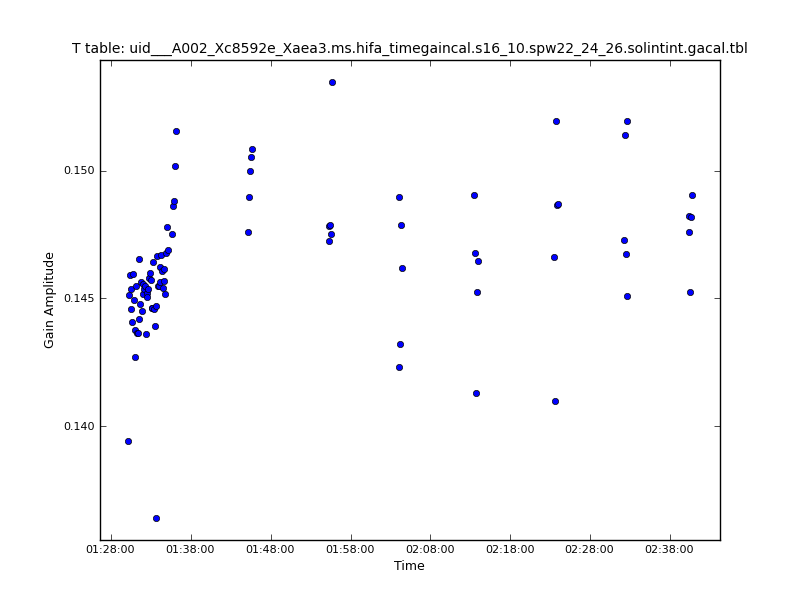 T table: uid___A002_Xc8592e_Xaea3.ms.hifa_timegaincal.s16_10.spw22_24_26.solintint.gacal.tbl
0.150
0.145
0.140
Gain Amplitude
01:28:00 01:38:00 01:48:00 01:58:00 02:08:00 02:18:00 02:28:00 02:38:00
Time